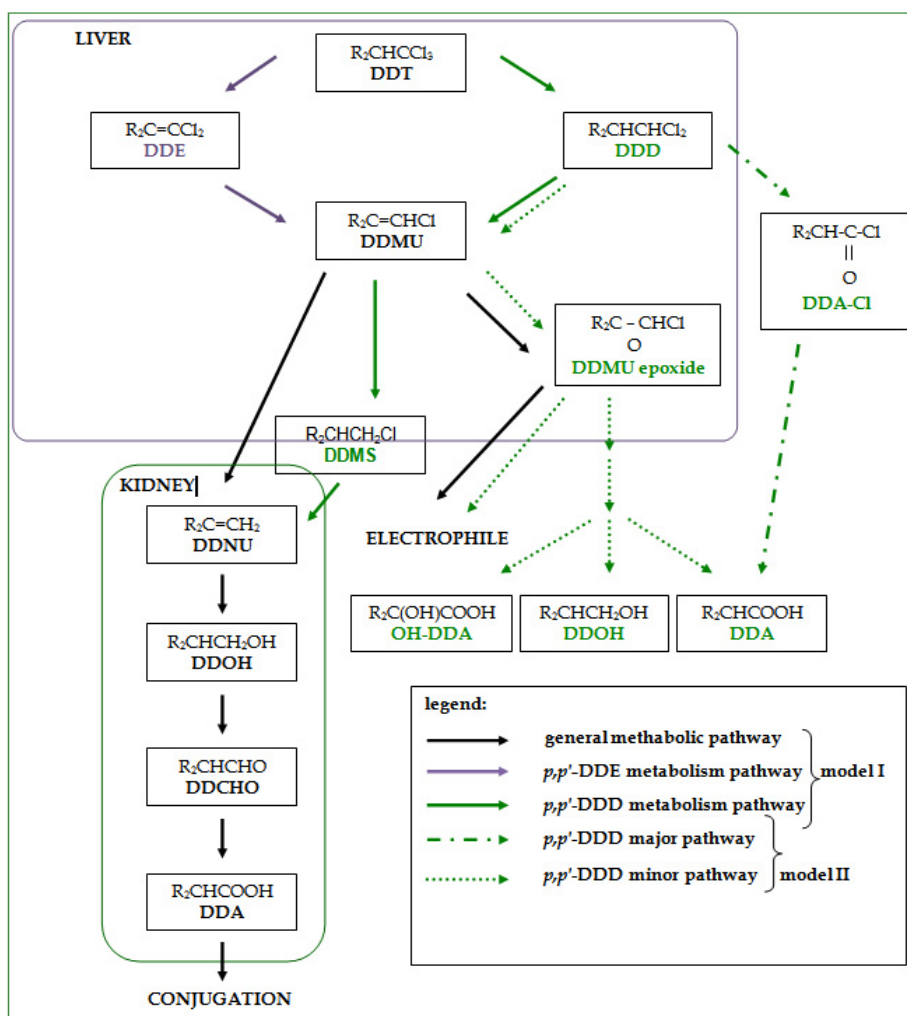 LIVER
R₂CHCCl₃
DDT
R₂C=CCl₂
DDE
R₂CHCHCl₂
DDD
R₂C=CHCl
DDMU
R₂CH-C-Cl
||
O
DDA-Cl
R₂C – CHCl
O
DDMU epoxide
R₂CHCH₂Cl
DDMS
KIDNEY
R₂C=CH₂
DDNU
ELECTROPHILE
R₂C(OH)COOH
OH-DDA
R₂CHCH₂OH
DDOH
R₂CHCOOH
DDA
R₂CHCH₂OH
DDOH
R₂CHCHO
DDCHO
R₂CHCOOH
DDA
CONJUGATION
legend:
general methabolic pathway
p,p'-DDE metabolism pathway
model I
p,p'-DDD metabolism pathway
p,p'-DDD major pathway
p,p'-DDD minor pathway
model II